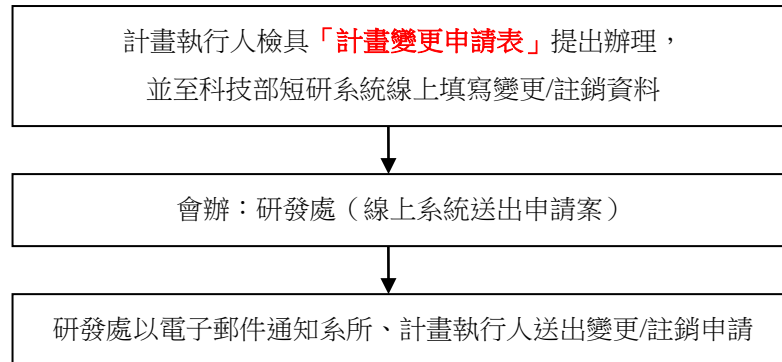 計畫執行人檢具「計畫變更申請表」提出辦理，
並至科技部短研系統線上填寫變更/註銷資料
會辦：研發處（線上系統送出申請案）
研發處以電子郵件通知系所、計畫執行人送出變更/註銷申請